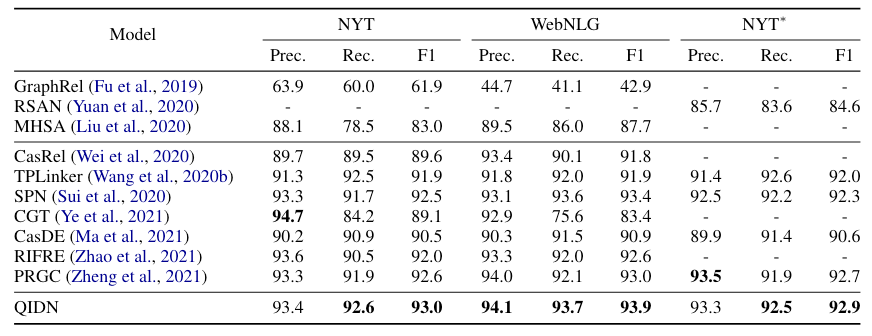 Model NYT WebNLG NYT*
Prec. Rec. F1 Prec. Rec. F1 Prec. Rec. F1
GraphRel (Fu et al., 2019) 63.9 60.0 61.9 44.7 41.1 42.9 - - -
RSAN (Yuan et al., 2020) - - - - - - 85.7 83.6 84.6
MHSA (Liu et al., 2020) 88.1 78.5 83.0 89.5 86.0 87.7 - - -
CasRel (Wei et al., 2020) 89.7 89.5 89.6 93.4 90.1 91.8 - - -
TPLinker (Wang et al., 2020b) 91.3 92.5 91.9 91.8 92.0 91.9 91.4 92.6 92.0
SPN (Sui et al., 2020) 93.3 91.7 92.5 93.1 93.6 93.4 92.5 92.2 92.3
CGT (Ye et al., 2021) 94.7 84.2 89.1 92.9 75.6 83.4 - - -
CasDE (Ma et al., 2021) 90.2 90.9 90.5 90.3 91.5 90.9 89.9 91.4 90.6
RIFRE (Zhao et al., 2021) 93.6 90.5 92.0 93.3 92.0 92.6 - - -
PRGC (Zheng et al., 2021) 93.3 91.9 92.6 94.0 92.1 93.0 93.5 91.9 92.7
QIDN 93.4 92.6 93.0 94.1 93.7 93.9 93.3 92.5 92.9